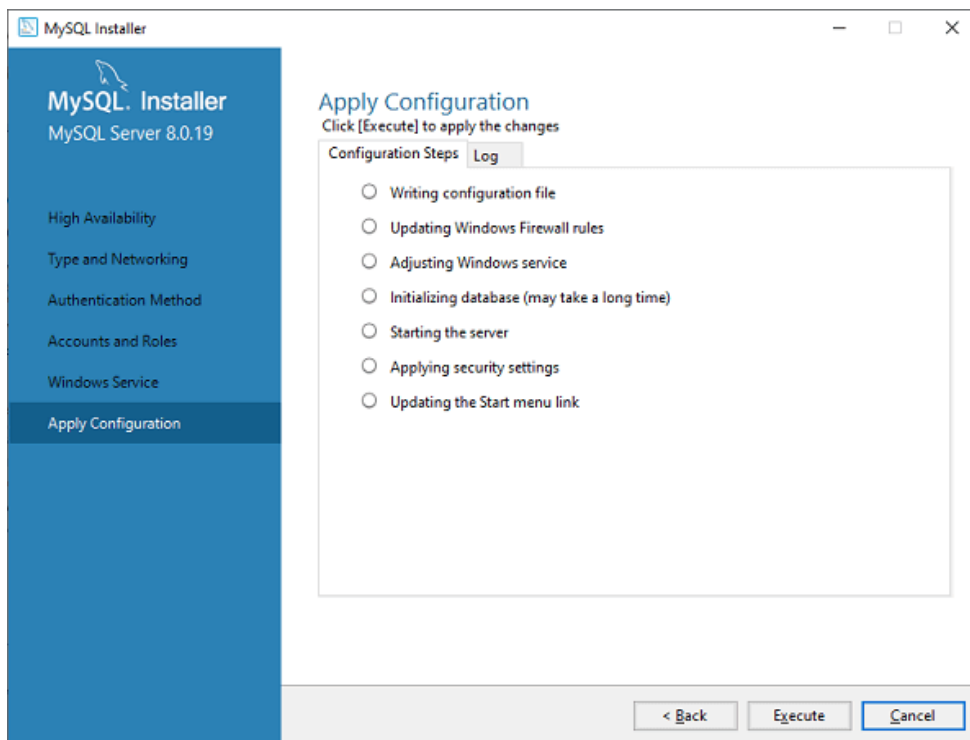 MySQL Installer
MySQL. Installer
MySQL Server 8.0.19
High Availability
Type and Networking
Authentication Method
Accounts and Roles
Windows Service
Apply Configuration
Apply Configuration
Click [Execute] to apply the changes
Configuration Steps Log
Writing configuration file
Updating Windows Firewall rules
Adjusting Windows service
Initializing database (may take a long time)
Starting the server
Applying security settings
Updating the Start menu link
< Back Execute Cancel